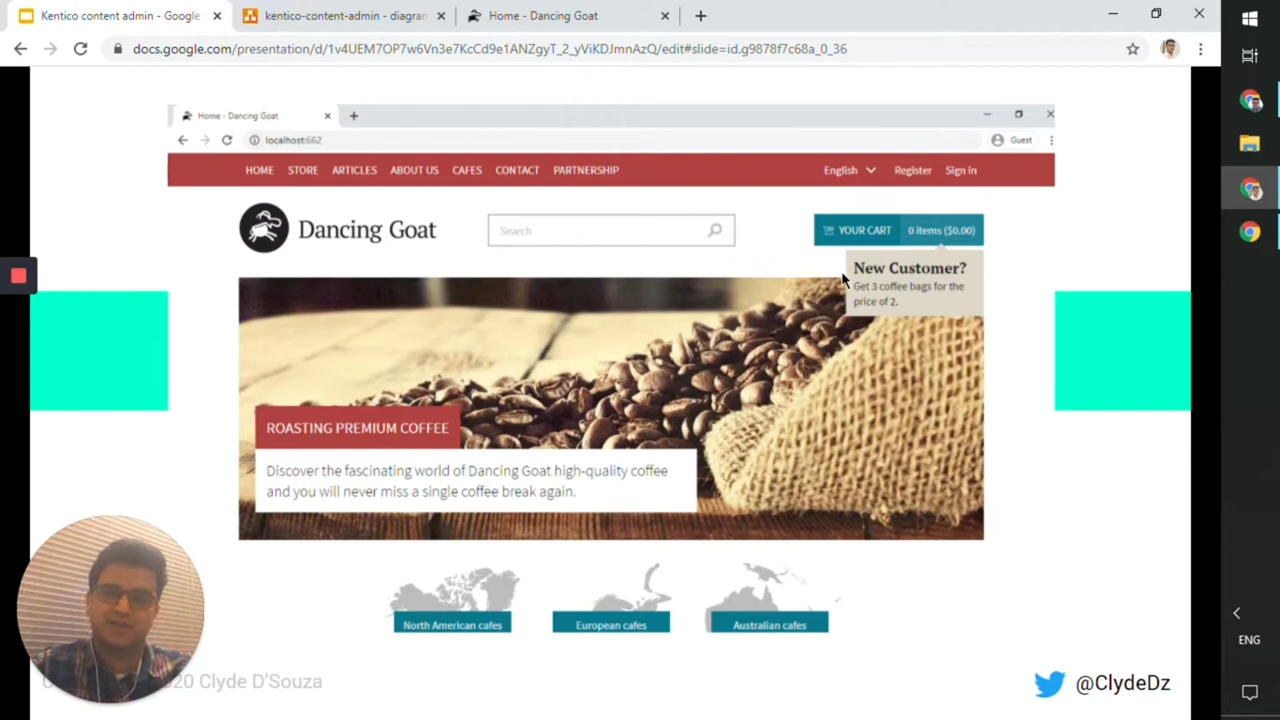 Kentico content admin - Google
kentico-content-admin - diagram
Home - Dancing Goat
docs.google.com/presentation/d/1v4UEM7OP7w6Vn3e7KcCd9e1ANZgyT_2_yViKDJmnAzQ/edit#slide=id.g9878f7c68a_0_36
Home - Dancing Goat
localhost:662
Guest
HOME STORE ARTICLES ABOUT US CAFES CONTACT PARTNERSHIP English Register Sign in
Dancing Goat
Search
YOUR CART 0 items ($0.00)
New Customer?
Get 3 coffee bags for the
price of 2.
ROASTING PREMIUM COFFEE
Discover the fascinating world of Dancing Goat high-quality coffee
and you will never miss a single coffee break again.
North American cafes European cafes Australian cafes
20 Clyde D'Souza
@ClydeDz
ENG